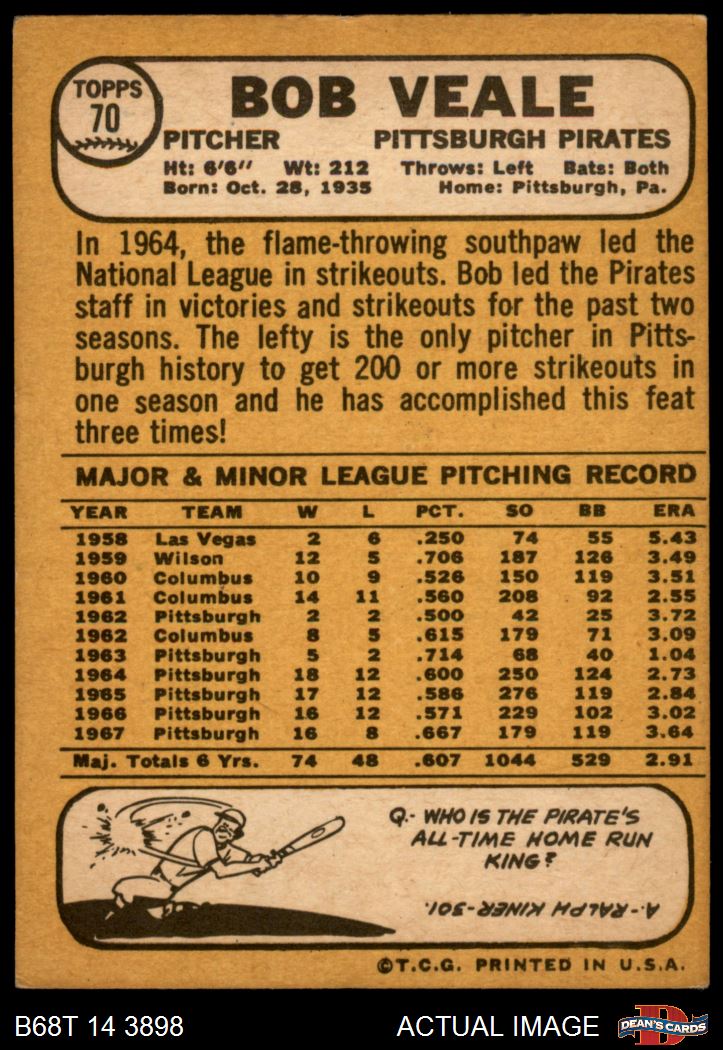 TOPPS
70
BOB VEALE
PITCHER PITTSBURGH PIRATES
Ht: 6'6'' Wt: 212 Throws: Left Bats: Both
Born: Oct. 28, 1935 Home: Pittsburgh, Pa.
In 1964, the flame-throwing southpaw led the
National League in strikeouts. Bob led the Pirates
staff in victories and strikeouts for the past two
seasons. The lefty is the only pitcher in Pitts-
burgh history to get 200 or more strikeouts in
one season and he has accomplished this feat
three times!
MAJOR & MINOR LEAGUE PITCHING RECORD
YEAR TEAM W L PCT. SO BB ERA
1958 Las Vegas 2 6 .250 74 55 5.43
1959 Wilson 12 5 .706 187 126 3.49
1960 Columbus 10 9 .526 150 119 3.51
1961 Columbus 14 11 .560 208 92 2.55
1962 Pittsburgh 2 2 .500 42 25 3.72
1962 Columbus 8 5 .615 179 71 3.09
1963 Pittsburgh 5 2 .714 68 40 1.04
1964 Pittsburgh 18 12 .600 250 124 2.73
1965 Pittsburgh 17 12 .586 276 119 2.84
1966 Pittsburgh 16 12 .571 229 102 3.02
1967 Pittsburgh 16 8 .667 179 119 3.64
Maj. Totals 6 Yrs. 74 48 .607 1044 529 2.91
Q.- WHO IS THE PIRATE'S
ALL-TIME HOME RUN
KING?
A.- RALPH KINER-301.
©T.C.G. PRINTED IN U.S.A.
B68T 14 3898 ACTUAL IMAGE DEAN'S CARDS